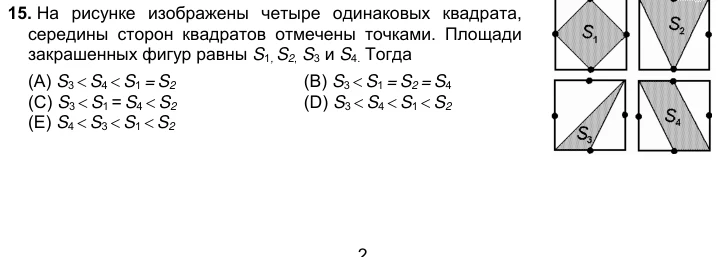 15. На рисунке изображены четыре одинаковых квадрата,
середины сторон квадратов отмечены точками. Площади
закрашенных фигур равны S1, S2, S3 и S4. Тогда
(A) S3 < S4 < S1 = S2 (B) S3 < S1 = S2 = S4
(C) S3 < S1 = S4 < S2 (D) S3 < S4 < S1 < S2
(E) S4 < S3 < S1 < S2
S1 S2
S3 S4
2